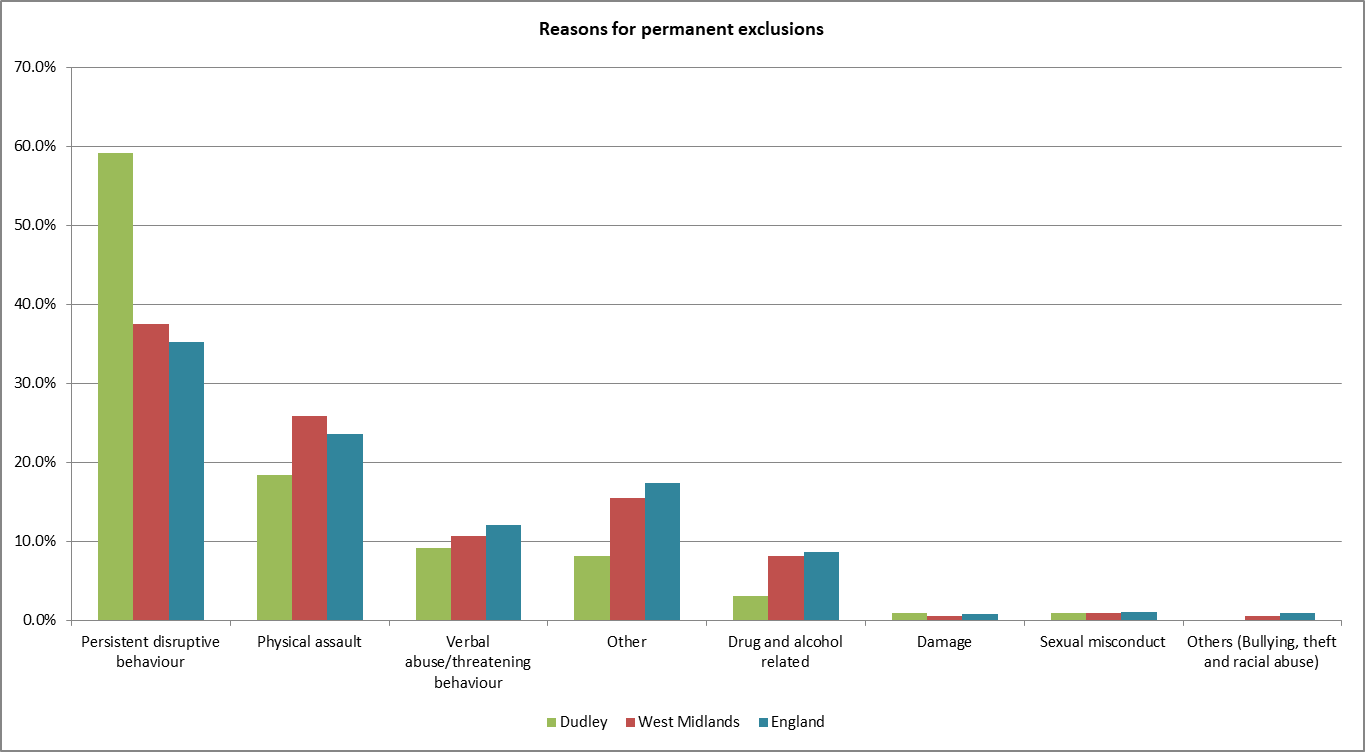 Reasons for permanent exclusions
70.0%
60.0%
50.0%
40.0%
30.0%
20.0%
10.0%
0.0%
Persistent disruptive
behaviour
Physical assault
Verbal
abuse/threatening
behaviour
Other
Drug and alcohol
related
Damage
Sexual misconduct
Others (Bullying, theft
and racial abuse)
Dudley
West Midlands
England